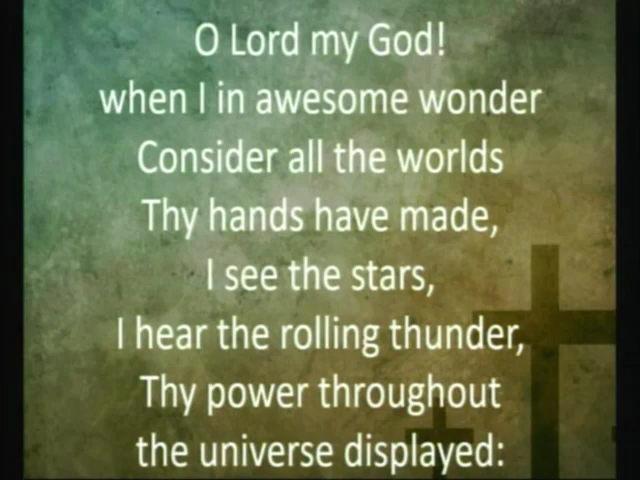 O Lord my God!
when I in awesome wonder
Consider all the worlds
Thy hands have made,
I see the stars,
I hear the rolling thunder,
Thy power throughout
the universe displayed: